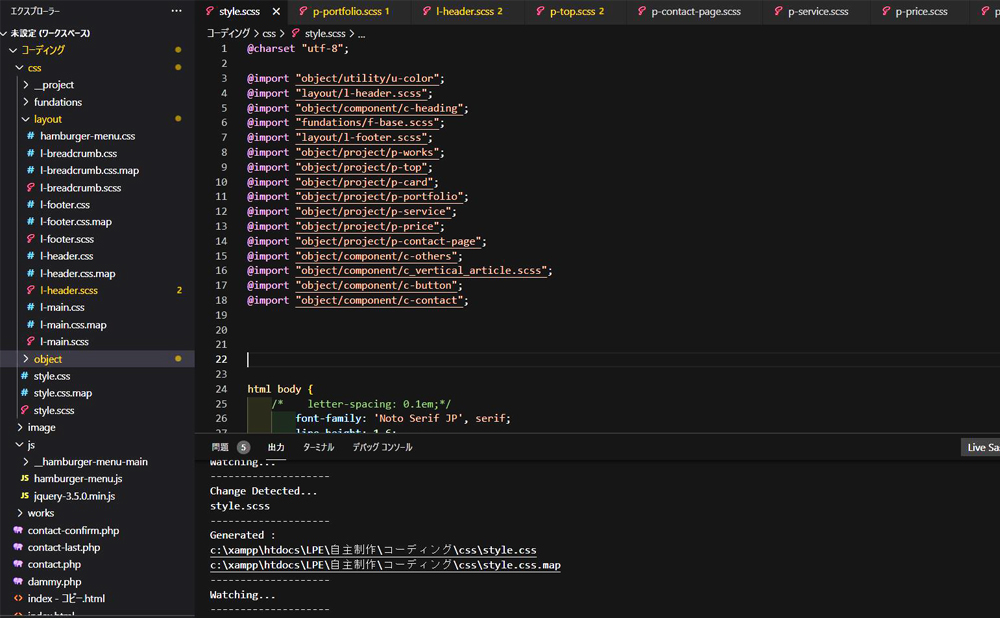 エクスプローラー ...
未設定 (ワークスペース)
コーディング
css
__project
fundations
layout
hamburger-menu.css
l-breadcrumb.css
l-breadcrumb.css.map
l-breadcrumb.scss
l-footer.css
l-footer.css.map
l-footer.scss
l-header.css
l-header.css.map
l-header.scss 2
l-main.css
l-main.css.map
l-main.scss
object
style.css
style.css.map
style.scss
image
js
__hamburger-menu-main
hamburger-menu.js
jquery-3.5.0.min.js
works
contact-confirm.php
contact-last.php
contact.php
dammy.php
index - コピー.html
index.html
style.scss p-portfolio.scss 1 l-header.scss 2 p-top.scss 2 p-contact-page.scss p-service.scss p-price.scss
コーディング > css > style.scss > ...
1 @charset "utf-8";
2
3 @import "object/utility/u-color";
4 @import "layout/l-header.scss";
5 @import "object/component/c-heading";
6 @import "fundations/f-base.scss";
7 @import "layout/l-footer.scss";
8 @import "object/project/p-works";
9 @import "object/project/p-top";
10 @import "object/project/p-card";
11 @import "object/project/p-portfolio";
12 @import "object/project/p-service";
13 @import "object/project/p-price";
14 @import "object/project/p-contact-page";
15 @import "object/component/c-others";
16 @import "object/component/c_vertical_article.scss";
17 @import "object/component/c-button";
18 @import "object/component/c-contact";
19
20
21
22
23
24 html body {
25 /* letter-spacing: 0.1em;*/
26 font-family: 'Noto Serif JP', serif;
27 line-height: 1.6;
問題 5 出力 ターミナル デバッグ コンソール Live Sas
Watching...
--------------------
Change Detected...
style.scss
--------------------
Generated :
c:\xampp\htdocs\LPE\自主制作\コーディング\css\style.css
c:\xampp\htdocs\LPE\自主制作\コーディング\css\style.css.map
--------------------
Watching...
--------------------